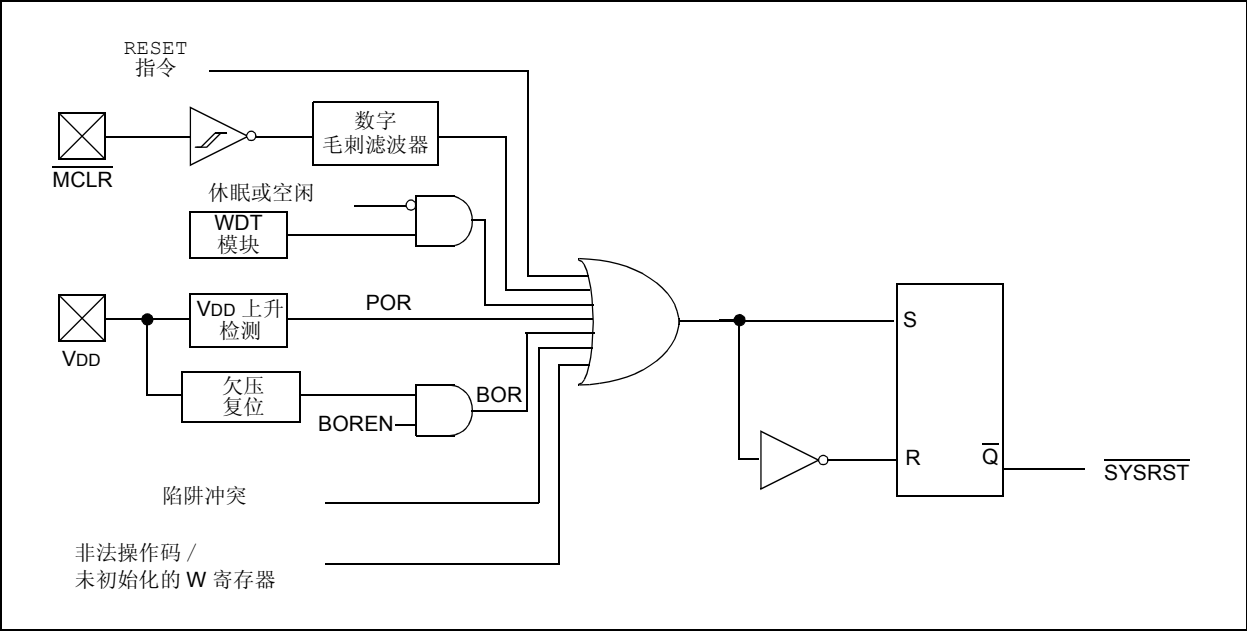 RESET
指令
数字
毛刺滤波器
MCLR
休眠或空闲
WDT
模块
POR
VDD 上升
检测
VDD
S
欠压
复位
BOR
BOREN
R
Q
SYSRST
陷阱冲突
非法操作码 /
未初始化的 W 寄存器